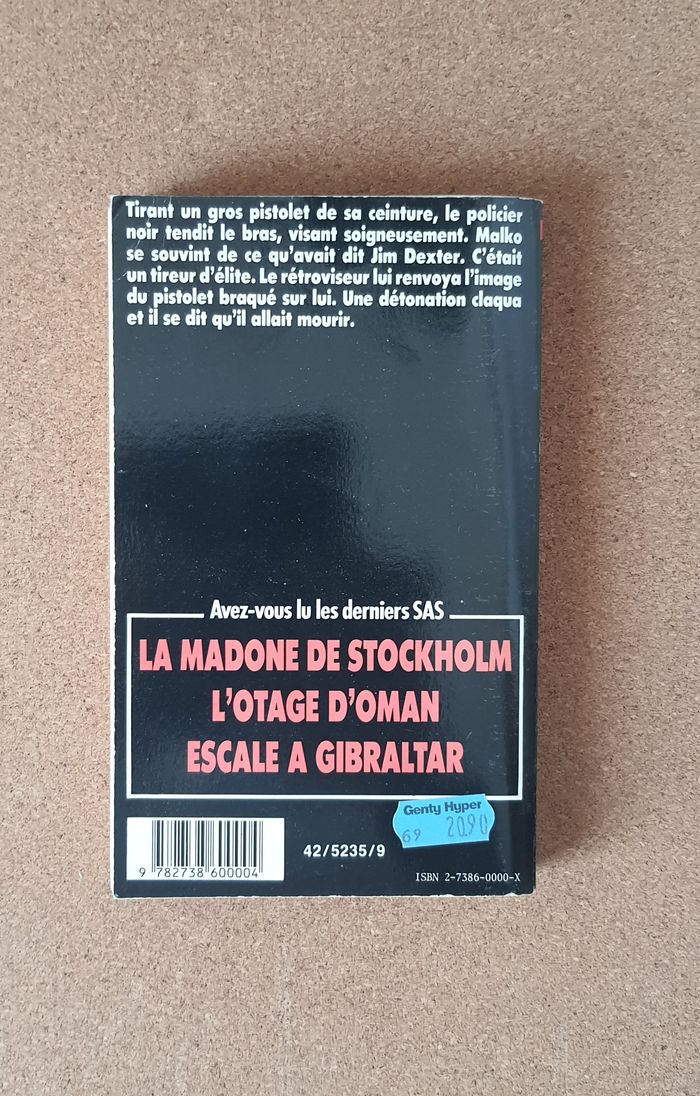 Tirant un gros pistolet de sa ceinture, le policier
noir tendit le bras, visant soigneusement. Malko
se souvint de ce qu'avait dit Jim Dexter. C'était
un tireur d'élite. Le rétroviseur lui renvoya l'image
du pistolet braqué sur lui. Une détonation claqua
et il se dit qu'il allait mourir.
Avez-vous lu les derniers SAS
LA MADONE DE STOCKHOLM
L'OTAGE D'OMAN
ESCALE A GIBRALTAR
Genty Hyper
69 20.90
9 782738 600004
42/5235/9
ISBN 2-7386-0000-X